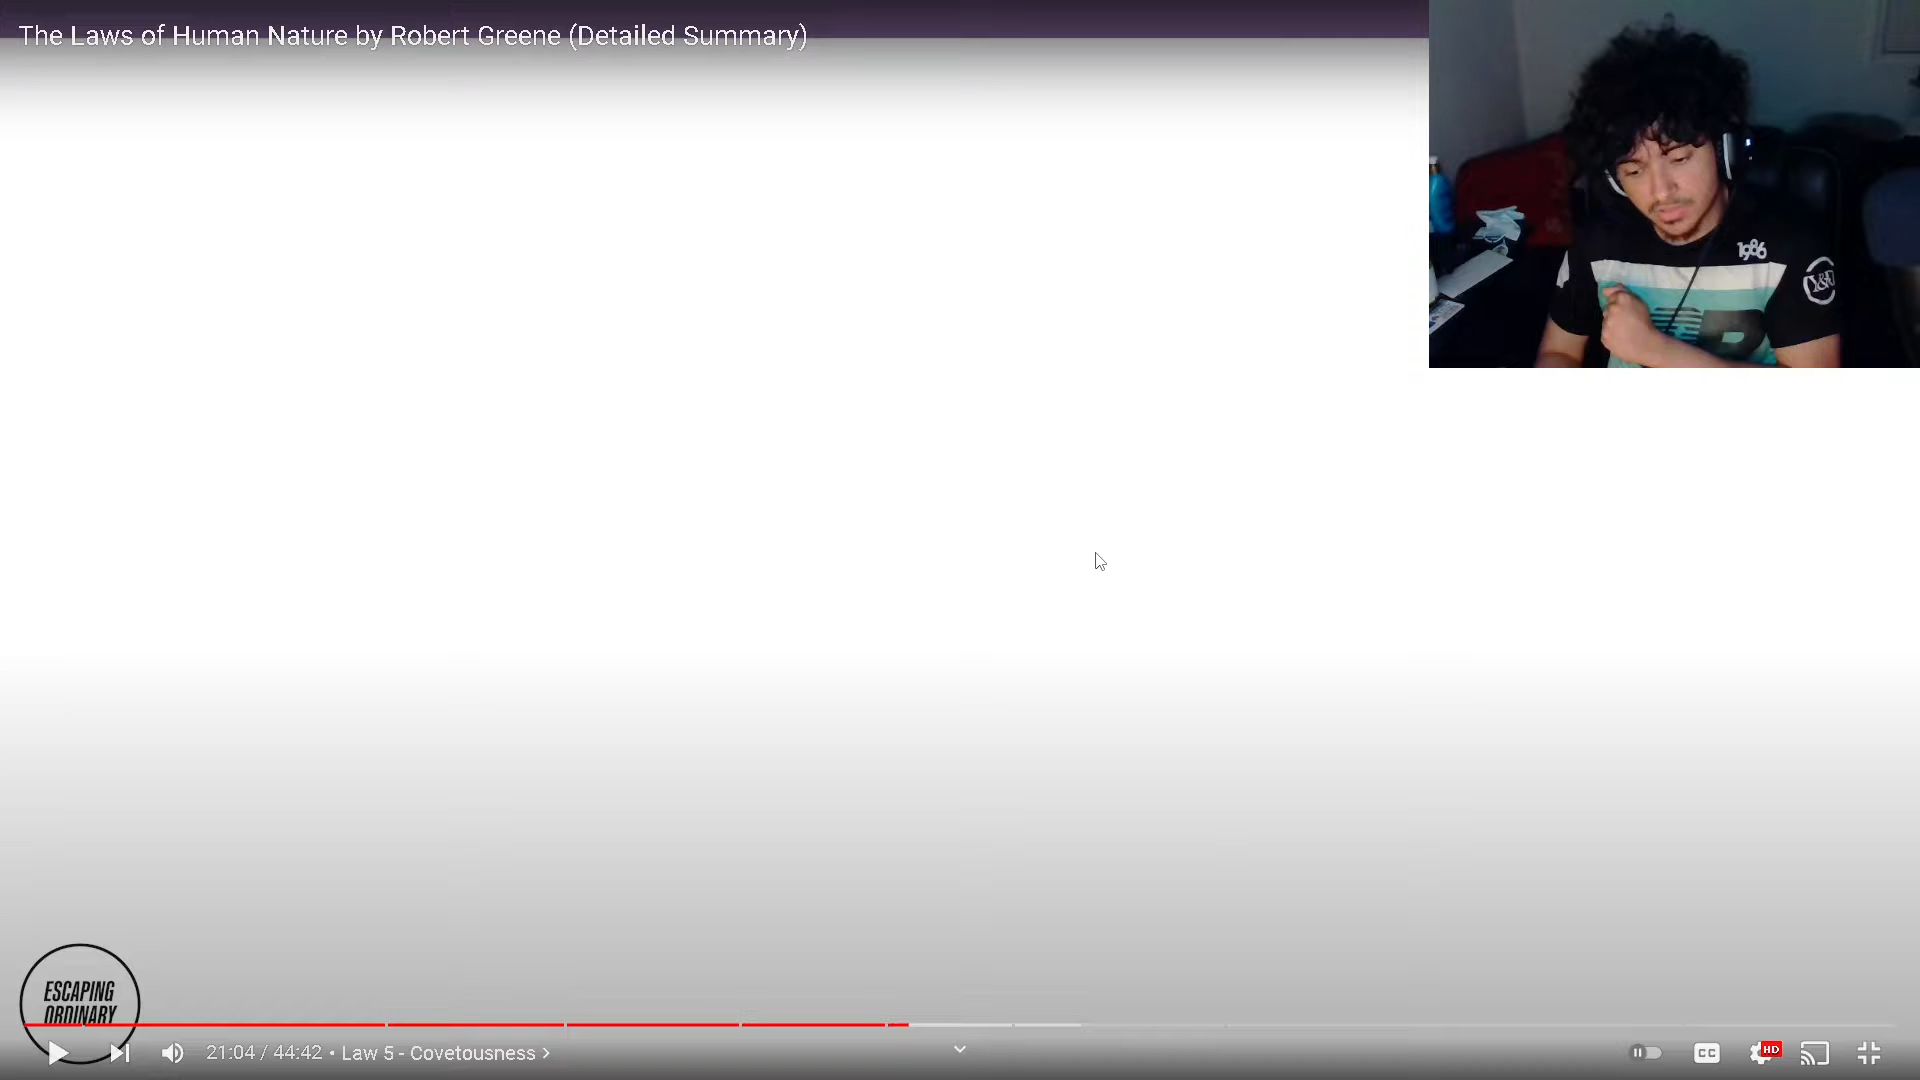 The Laws of Human Nature by Robert Greene (Detailed Summary)
1986
Y&R
ESCAPING
ORDINARY
21:04 / 44:42 • Law 5 - Covetousness >
CC
HD